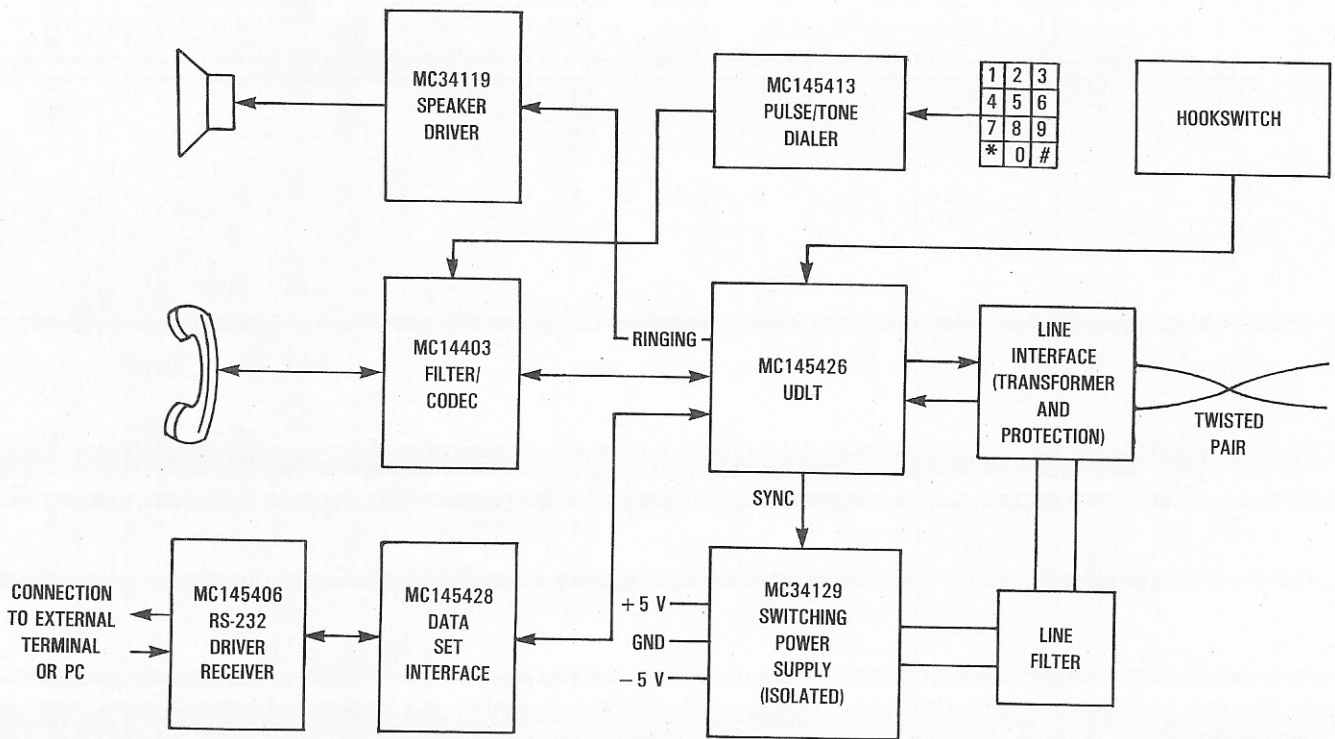 MC34119
SPEAKER
DRIVER
MC145413
PULSE/TONE
DIALER
1 2 3
4 5 6
7 8 9
* 0 #
HOOKSWITCH
MC14403
FILTER/
CODEC
RINGING
MC145426
UDLT
LINE
INTERFACE
(TRANSFORMER
AND
PROTECTION)
TWISTED
PAIR
SYNC
CONNECTION
TO EXTERNAL
TERMINAL
OR PC
MC145406
RS-232
DRIVER
RECEIVER
MC145428
DATA
SET
INTERFACE
+5 V
GND
−5 V
MC34129
SWITCHING
POWER
SUPPLY
(ISOLATED)
LINE
FILTER